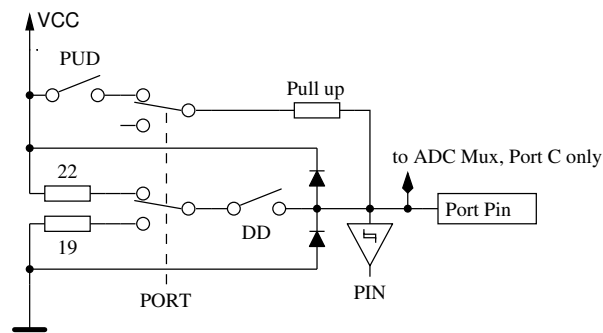 VCC
PUD
Pull up
to ADC Mux, Port C only
22
Port Pin
19
DD
PIN
PORT